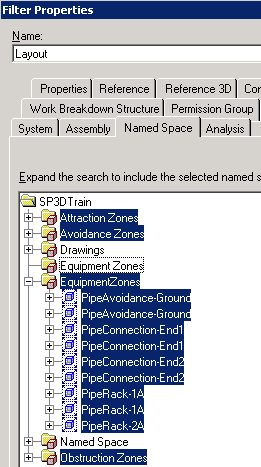 Filter Properties
Name:
Layout
Properties Reference Reference 3D
Work Breakdown Structure Permission Group
System Assembly Named Space Analysis
Expand the search to include the selected named s
SP3DTrain
Attraction Zones
Avoidance Zones
Drawings
Equipment Zones
EquipmentZones
PipeAvoidance-Ground
PipeAvoidance-Ground
PipeConnection-End1
PipeConnection-End1
PipeConnection-End2
PipeConnection-End2
PipeRack-1A
PipeRack-1A
PipeRack-2A
Named Space
Obstruction Zones